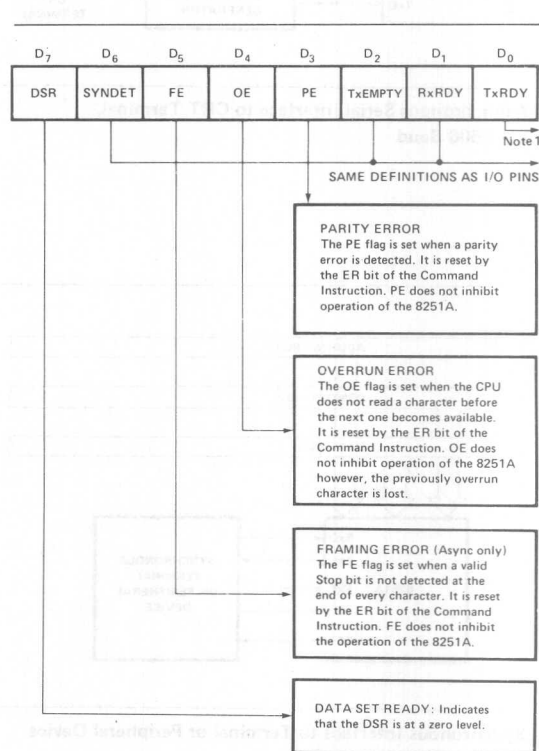 D7 D6 D5 D4 D3 D2 D1 D0
DSR SYNDET FE OE PE TxEMPTY RxRDY TxRDY
Note 1
SAME DEFINITIONS AS I/O PINS
PARITY ERROR
The PE flag is set when a parity
error is detected. It is reset by
the ER bit of the Command
Instruction. PE does not inhibit
operation of the 8251A.
OVERRUN ERROR
The OE flag is set when the CPU
does not read a character before
the next one becomes available.
It is reset by the ER bit of the
Command Instruction. OE does
not inhibit operation of the 8251A
however, the previously overrun
character is lost.
FRAMING ERROR (Async only)
The FE flag is set when a valid
Stop bit is not detected at the
end of every character. It is reset
by the ER bit of the Command
Instruction. FE does not inhibit
the operation of the 8251A.
DATA SET READY: Indicates
that the DSR is at a zero level.